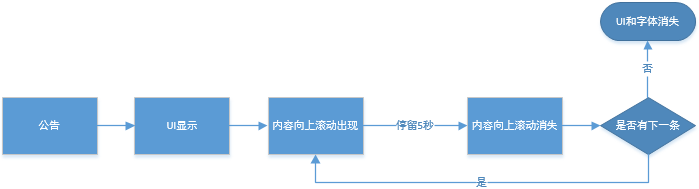 UI和字体消失
否
公告
UI显示
内容向上滚动出现
停留5秒
内容向上滚动消失
是否有下一条
是